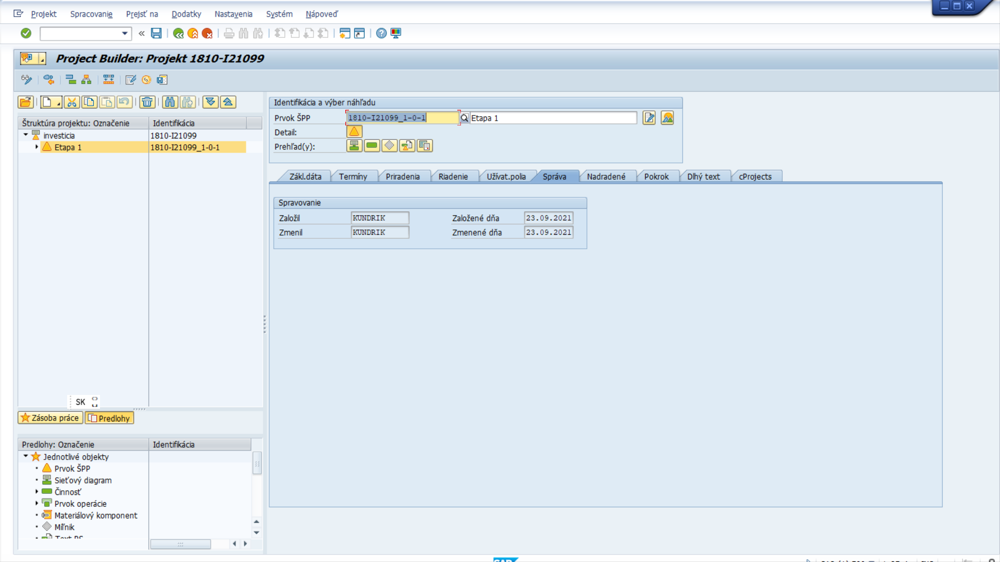 Projekt Spracovanie Prejsť na Dodatky Nastavenia Systém Nápoveď
Project Builder: Projekt 1810-I21099
Identifikácia a výber náhľadu
Prvok ŠPP 1810-I21099_1-0-1 Etapa 1
Detail:
Prehľad(y):
Štruktúra projektu: Označenie Identifikácia
investicia 1810-I21099
Etapa 1 1810-I21099_1-0-1
Zákl.dáta Termíny Priradenia Riadenie Užívat.polia Správa Nadradené Pokrok Dlhý text cProjects
Spravovanie
Založil KUNDRIK Založené dňa 23.09.2021
Zmenil KUNDRIK Zmenené dňa 23.09.2021
SK
Zásoba práce Predlohy
Predlohy: Označenie Identifikácia
Jednotlivé objekty
Prvok ŠPP
Sieťový diagram
Činnosť
Prvok operácie
Materiálový komponent
Míľnik
Text PS
SAP